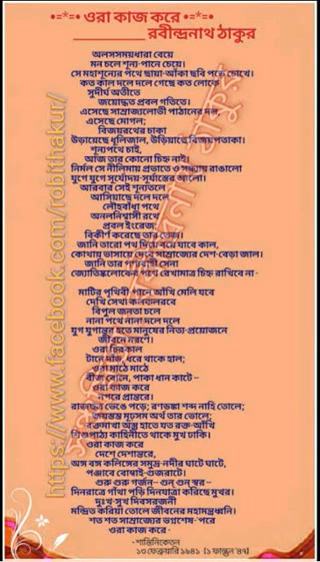 •=*=• ওরা কাজ করে •=*=•
রবীন্দ্রনাথ ঠাকুর
অলসসময়ধারা বেয়ে
মন চলে শূন্য-পানে চেয়ে।
সে মহাশূন্যের পথে ছায়া-আঁকা ছবি পড়ে চোখে।
কত কাল দলে দলে গেছে কত লোকে
সুদীর্ঘ অতীতে
জয়োদ্ধত প্রবল গতিতে।
এসেছে সাম্রাজ্যলোভী পাঠানের দল,
এসেছে মোগল;
বিজয়রথের চাকা
উড়ায়েছে ধূলিজাল, উড়িয়াছে বিজয়পতাকা।
শূন্যপথে চাই,
আজ তার কোনো চিহ্ন নাই।
নির্মল সে নীলিমায় প্রভাতে ও সন্ধ্যায় রাঙালো
যুগে যুগে সূর্যোদয়-সূর্যাস্তের আলো।
আরবার সেই শূন্যতলে
আসিয়াছে দলে দলে
লৌহবাঁধা পথে
অনলনিশ্বাসী রথে
প্রবল ইংরেজ;
বিকীর্ণ করেছে তার তেজ।
জানি তারো পথ দিয়ে বয়ে যাবে কাল,
কোথায় ভাসায়ে দেবে সাম্রাজ্যের দেশ-বেড়া জাল।
জানি তার পণ্যবাহী সেনা
জ্যোতিষ্কলোকের পথে রেখামাত্র চিহ্ন রাখিবে না -
মাটির পৃথিবী পানে আঁখি মেলি যবে
দেখি সেথা কলকলরবে
বিপুল জনতা চলে
নানা পথে নানা দলে দলে
যুগ যুগান্তর হতে মানুষের নিত্য-প্রয়োজনে
জীবনে মরণে।
ওরা চিরকাল
টানে দাঁড়, ধরে থাকে হাল;
ওরা মাঠে মাঠে
বীজ বোনে, পাকা ধান কাটে –
ওরা কাজ করে
নগরে প্রান্তরে।
রাজছত্র ভেঙে পড়ে; রণডঙ্কা শব্দ নাহি তোলে;
জয়স্তম্ভ মূঢ়সম অর্থ তার ভোলে;
রক্তমাখা অস্ত্র হাতে যত রক্ত-আঁখি
শিশুপাঠ্য কাহিনীতে থাকে মুখ ঢাকি।
ওরা কাজ করে
দেশে দেশান্তরে,
অঙ্গ বঙ্গ কলিঙ্গের সমুদ্র-নদীর ঘাটে ঘাটে,
পঞ্জাবে বোম্বাই-গুজরাটে।
গুরু গুরু গর্জন– গুন্ গুন্ স্বর –
দিনরাত্রে গাঁথা পড়ি দিনযাত্রা করিছে মুখর।
দুঃখ-সুখ দিবসরজনী
মন্দ্রিত করিয়া তোলে জীবনের মহামন্ত্রধ্বনি।
শত শত সাম্রাজ্যের ভগ্নশেষ-'পরে
ওরা কাজ করে -
- শান্তিনিকেতন
১৩ ফেব্রুয়ারি ১৯৪১ (১ ফাল্গুন '৪৭)
https://www.facebook.com/robithakur/